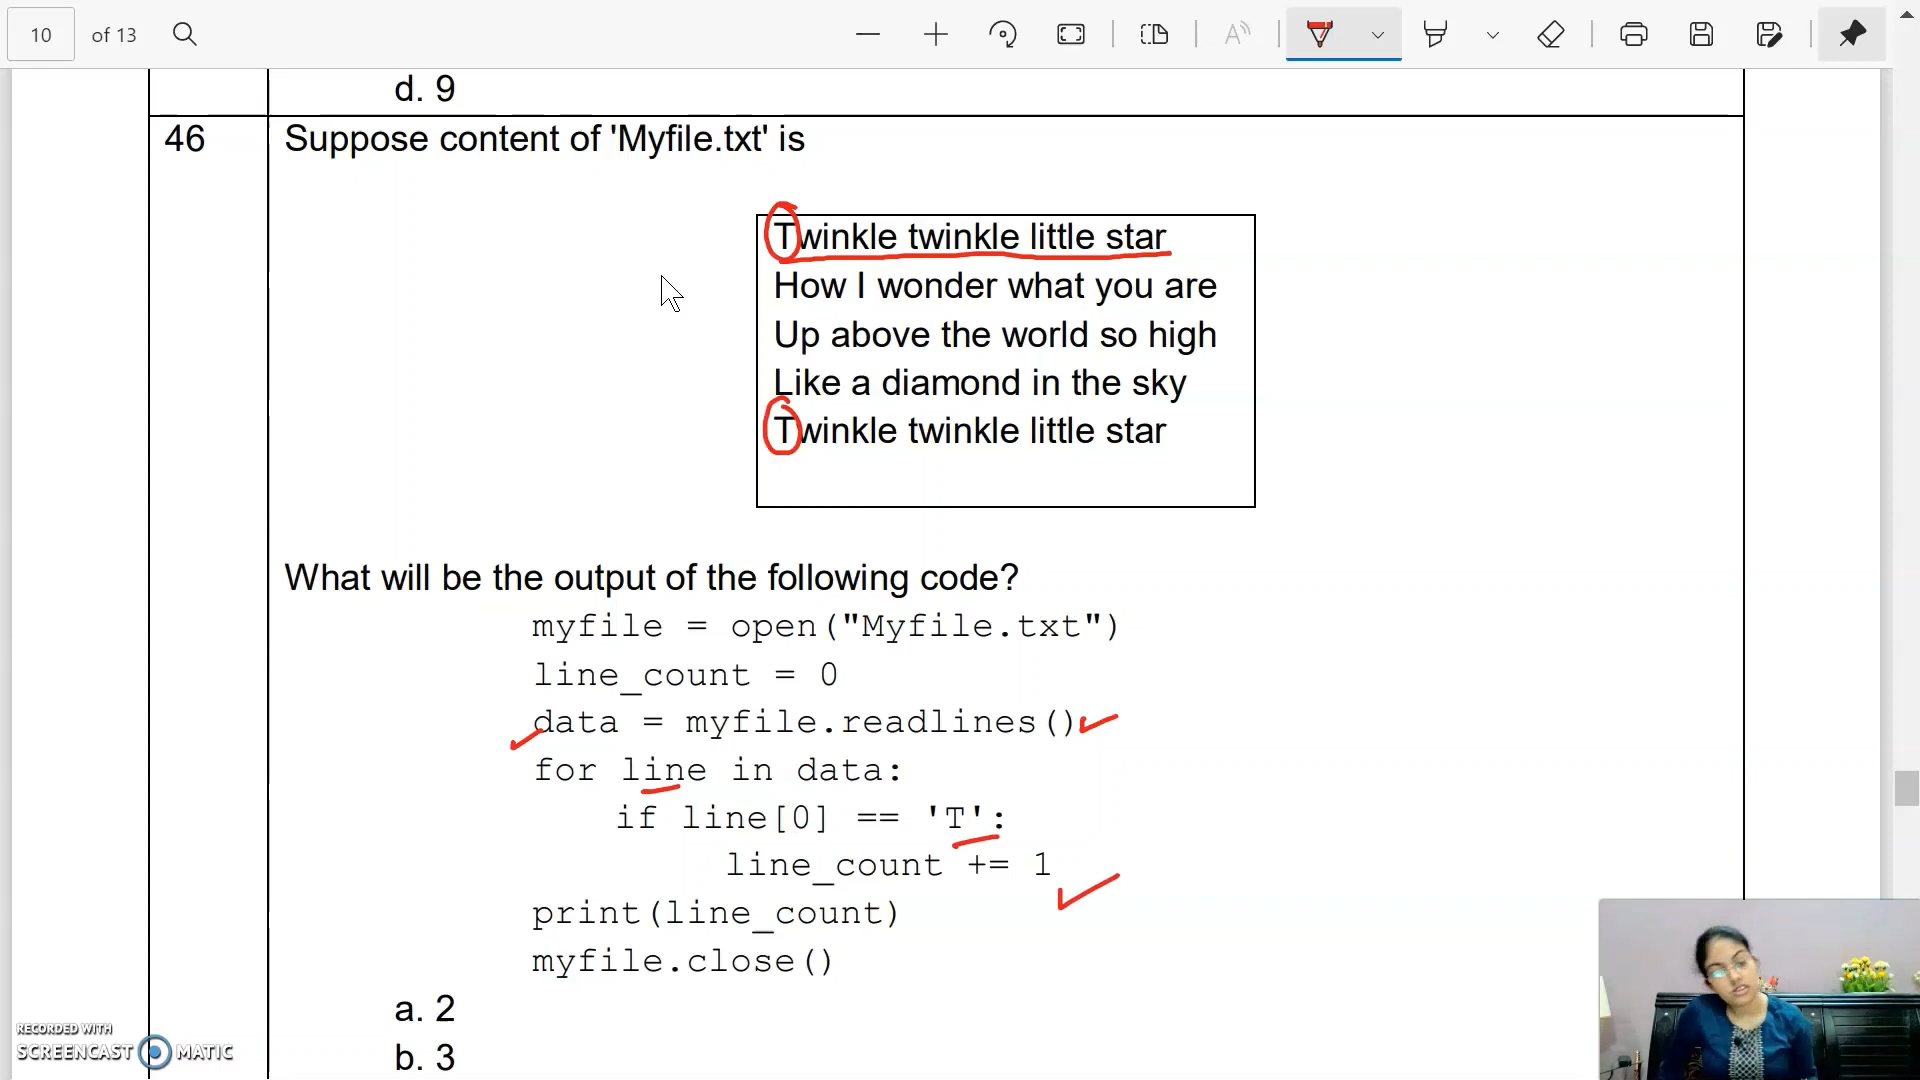 10 of 13
d. 9
46 Suppose content of 'Myfile.txt' is
Twinkle twinkle little star
How I wonder what you are
Up above the world so high
Like a diamond in the sky
Twinkle twinkle little star
What will be the output of the following code?
myfile = open("Myfile.txt")
line_count = 0
data = myfile.readlines()
for line in data:
if line[0] == 'T':
line_count += 1
print(line_count)
myfile.close()
a. 2
b. 3
RECORDED WITH
SCREENCAST MATIC